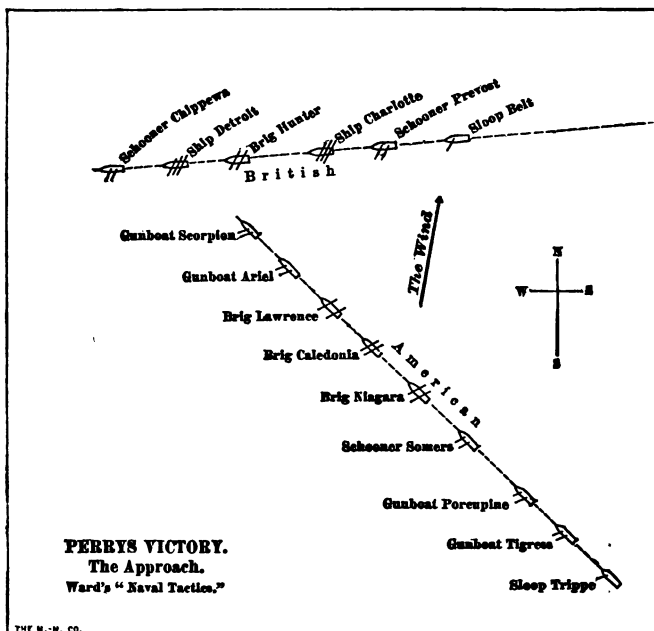 Schooner Chippewa
Ship Detroit
Brig Hunter
Ship Charlotte
Schooner Prevost
Sloop Belt
British
The Wind
N
W
E
S
Gunboat Scorpion
Gunboat Ariel
Brig Lawrence
Brig Caledonia
American
Brig Niagara
Schooner Somers
Gunboat Porcupine
Gunboat Tigress
Sloop Trippe
PERRYS VICTORY.
The Approach.
Ward's "Naval Tactics."
THE M.-N. CO.